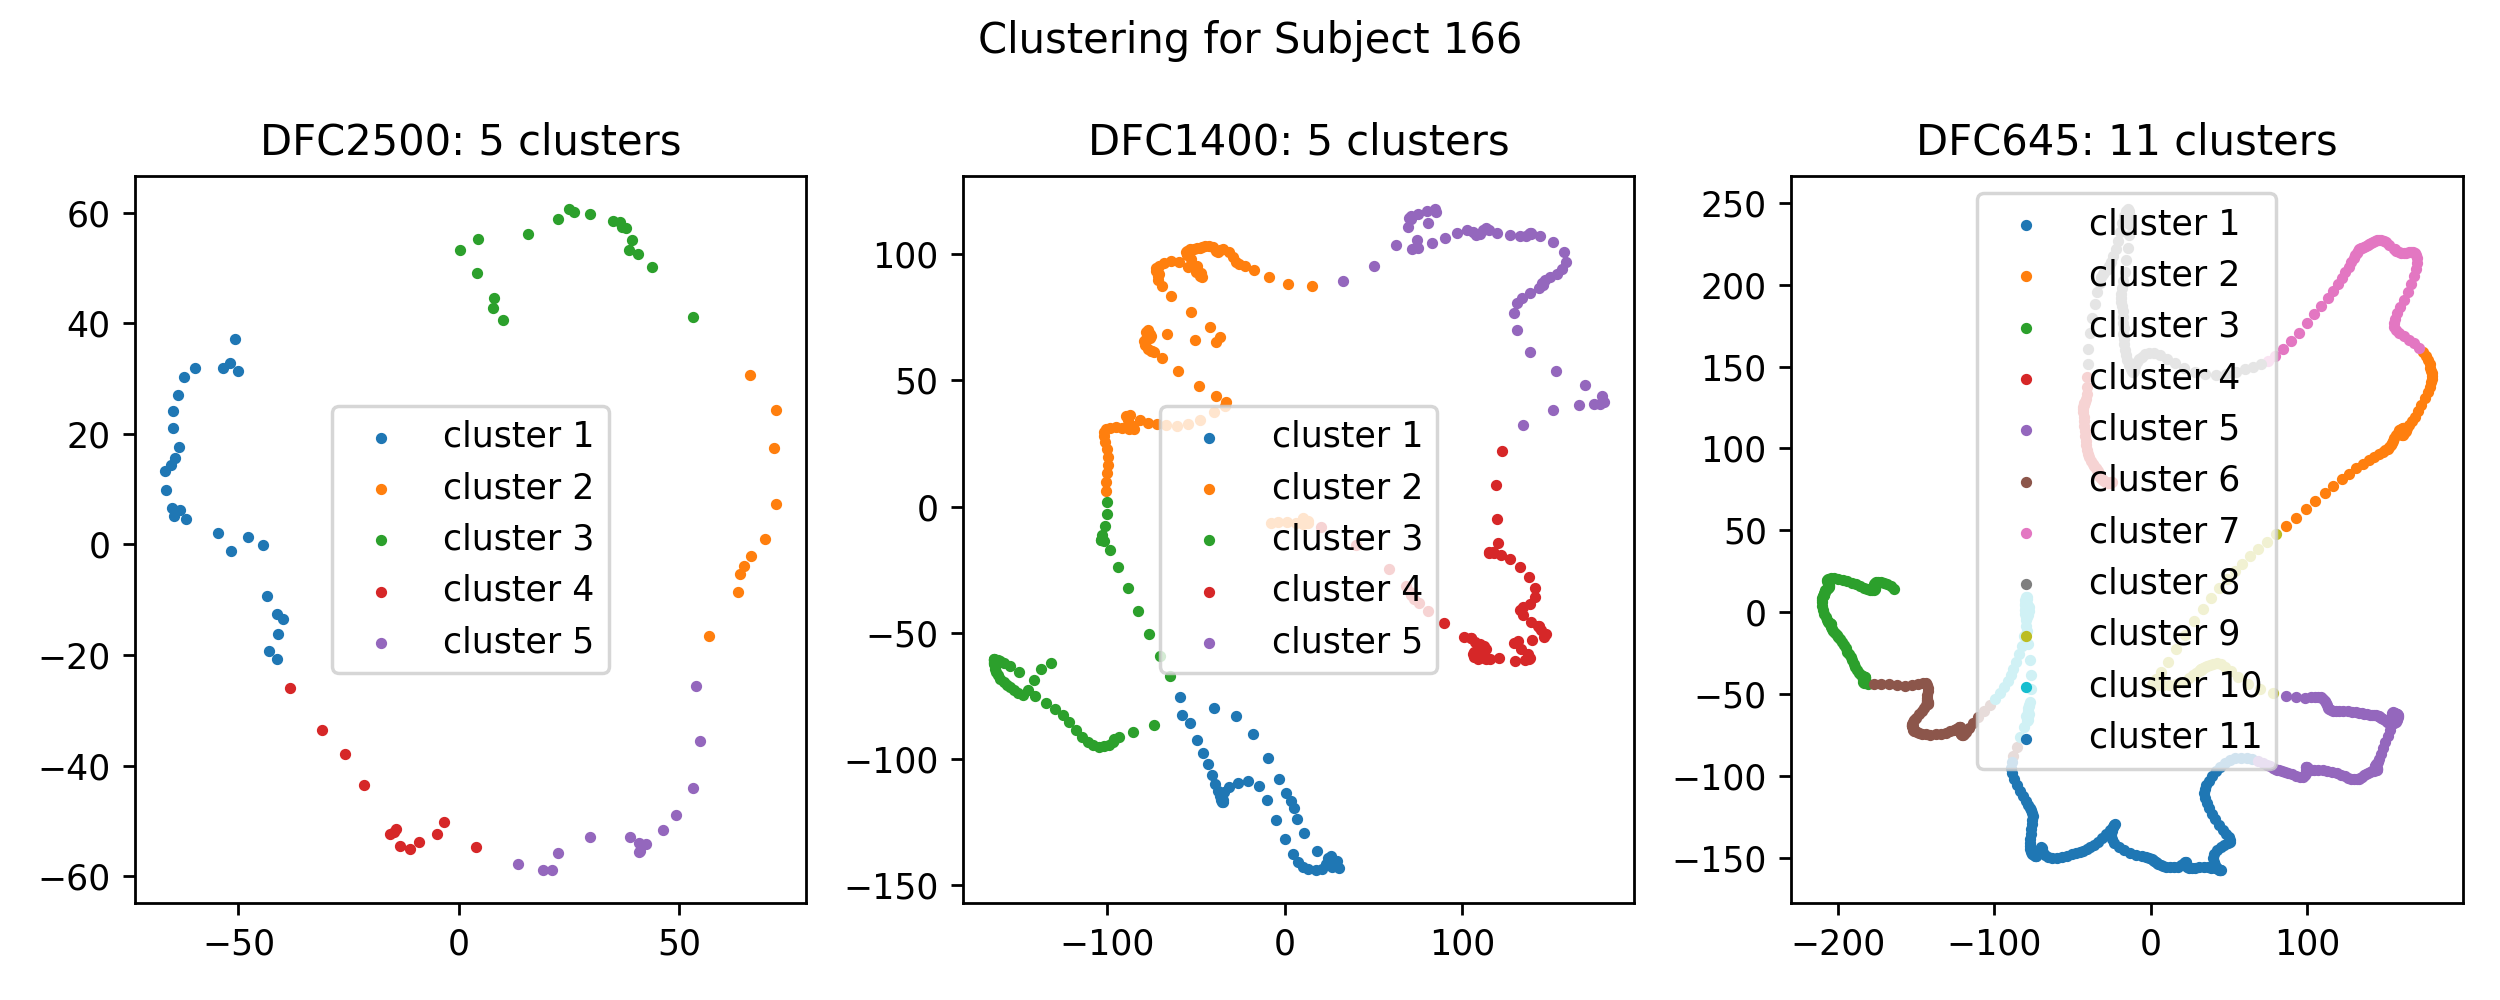 Clustering for Subject 166
DFC2500: 5 clusters
60
40
20
0
−20
−40
−60
−50
0
50
cluster 1
cluster 2
cluster 3
cluster 4
cluster 5
DFC1400: 5 clusters
100
50
0
−50
−100
−150
−100
0
100
cluster 1
cluster 2
cluster 3
cluster 4
cluster 5
DFC645: 11 clusters
250
200
150
100
50
0
−50
−100
−150
−200
−100
0
100
cluster 1
cluster 2
cluster 3
cluster 4
cluster 5
cluster 6
cluster 7
cluster 8
cluster 9
cluster 10
cluster 11